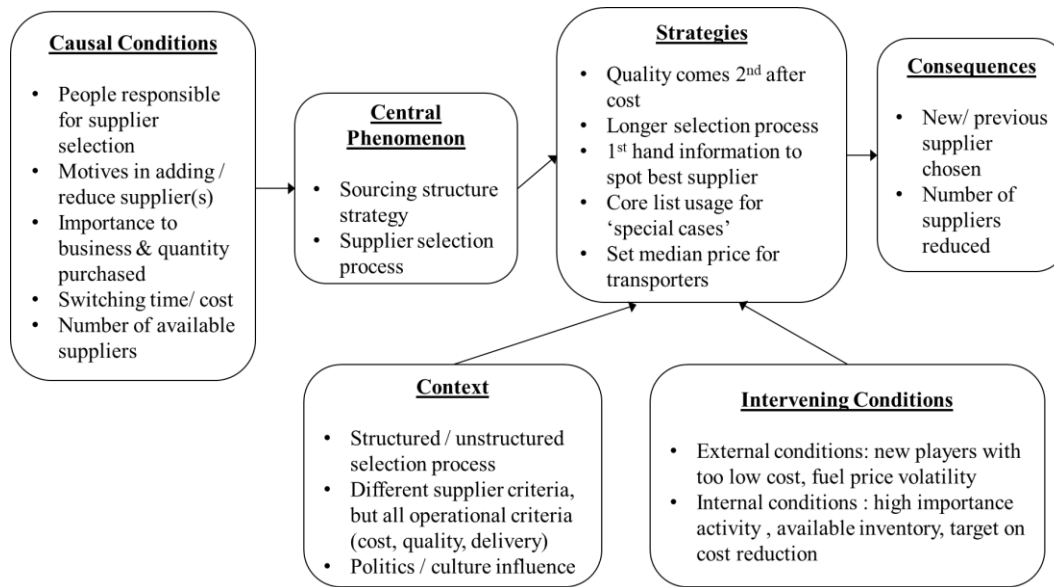 Causal Conditions
• People responsible
for supplier
selection
• Motives in adding /
reduce supplier(s)
• Importance to
business & quantity
purchased
• Switching time/ cost
• Number of available
suppliers
Central
Phenomenon
• Sourcing structure
strategy
• Supplier selection
process
Strategies
• Quality comes 2nd after
cost
• Longer selection process
• 1st hand information to
spot best supplier
• Core list usage for
‘special cases’
• Set median price for
transporters
Consequences
• New/ previous
supplier
chosen
• Number of
suppliers
reduced
Context
• Structured / unstructured
selection process
• Different supplier criteria,
but all operational criteria
(cost, quality, delivery)
• Politics / culture influence
Intervening Conditions
• External conditions: new players with
too low cost, fuel price volatility
• Internal conditions : high importance
activity , available inventory, target on
cost reduction